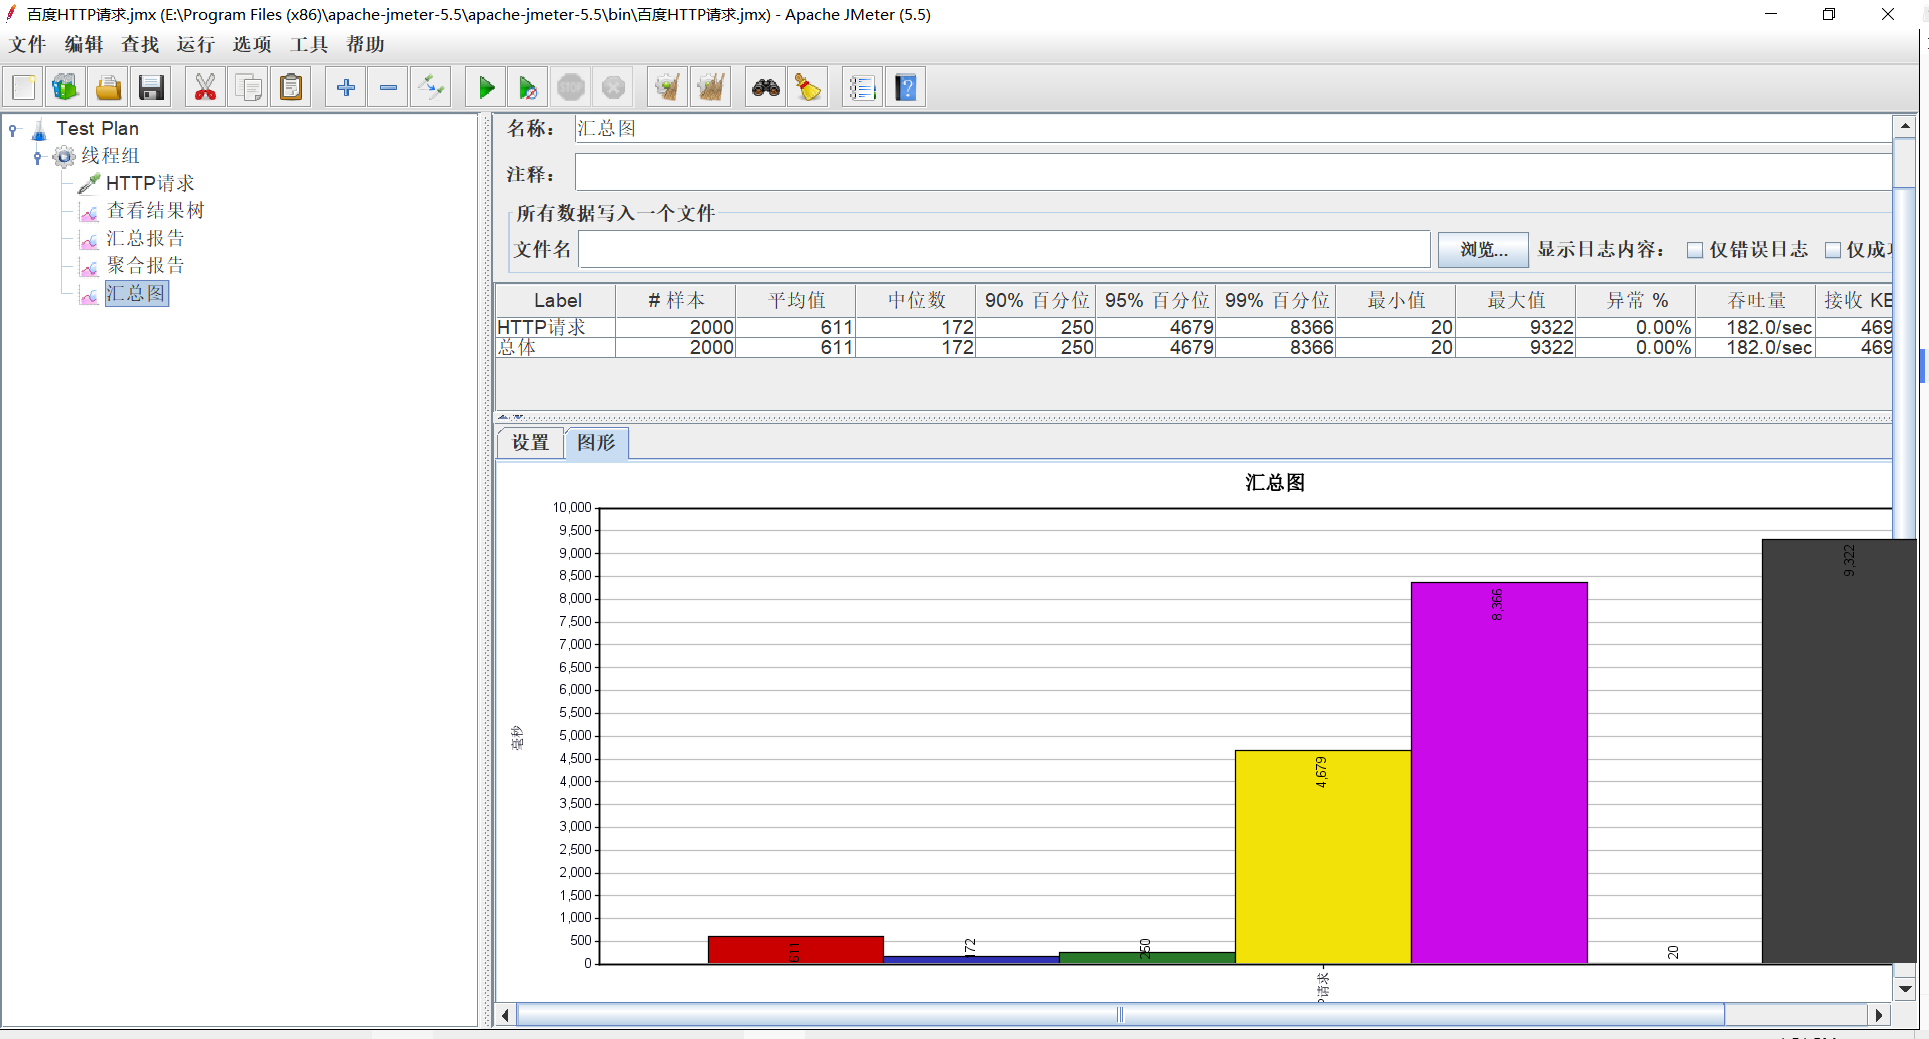 百度HTTP请求.jmx (E:\Program Files (x86)\apache-jmeter-5.5\apache-jmeter-5.5\bin\百度HTTP请求.jmx) - Apache JMeter (5.5)
文件 编辑 查找 运行 选项 工具 帮助
STOP
Test Plan
线程组
HTTP请求
查看结果树
汇总报告
聚合报告
汇总图
名称： 汇总图
注释：
所有数据写入一个文件
文件名 浏览... 显示日志内容： 仅错误日志 仅成
Label # 样本 平均值 中位数 90% 百分位 95% 百分位 99% 百分位 最小值 最大值 异常 % 吞吐量 接收 KB
HTTP请求 2000 611 172 250 4679 8366 20 9322 0.00% 182.0/sec 469
总体 2000 611 172 250 4679 8366 20 9322 0.00% 182.0/sec 469
设置 图形
汇总图
10,000
9,500
9,000
8,500
8,000
7,500
7,000
6,500
6,000
5,500
5,000
4,500
4,000
3,500
3,000
2,500
2,000
1,500
1,000
500
0
毫秒
611
172
250
4,679
8,366
20
9,322
P请求